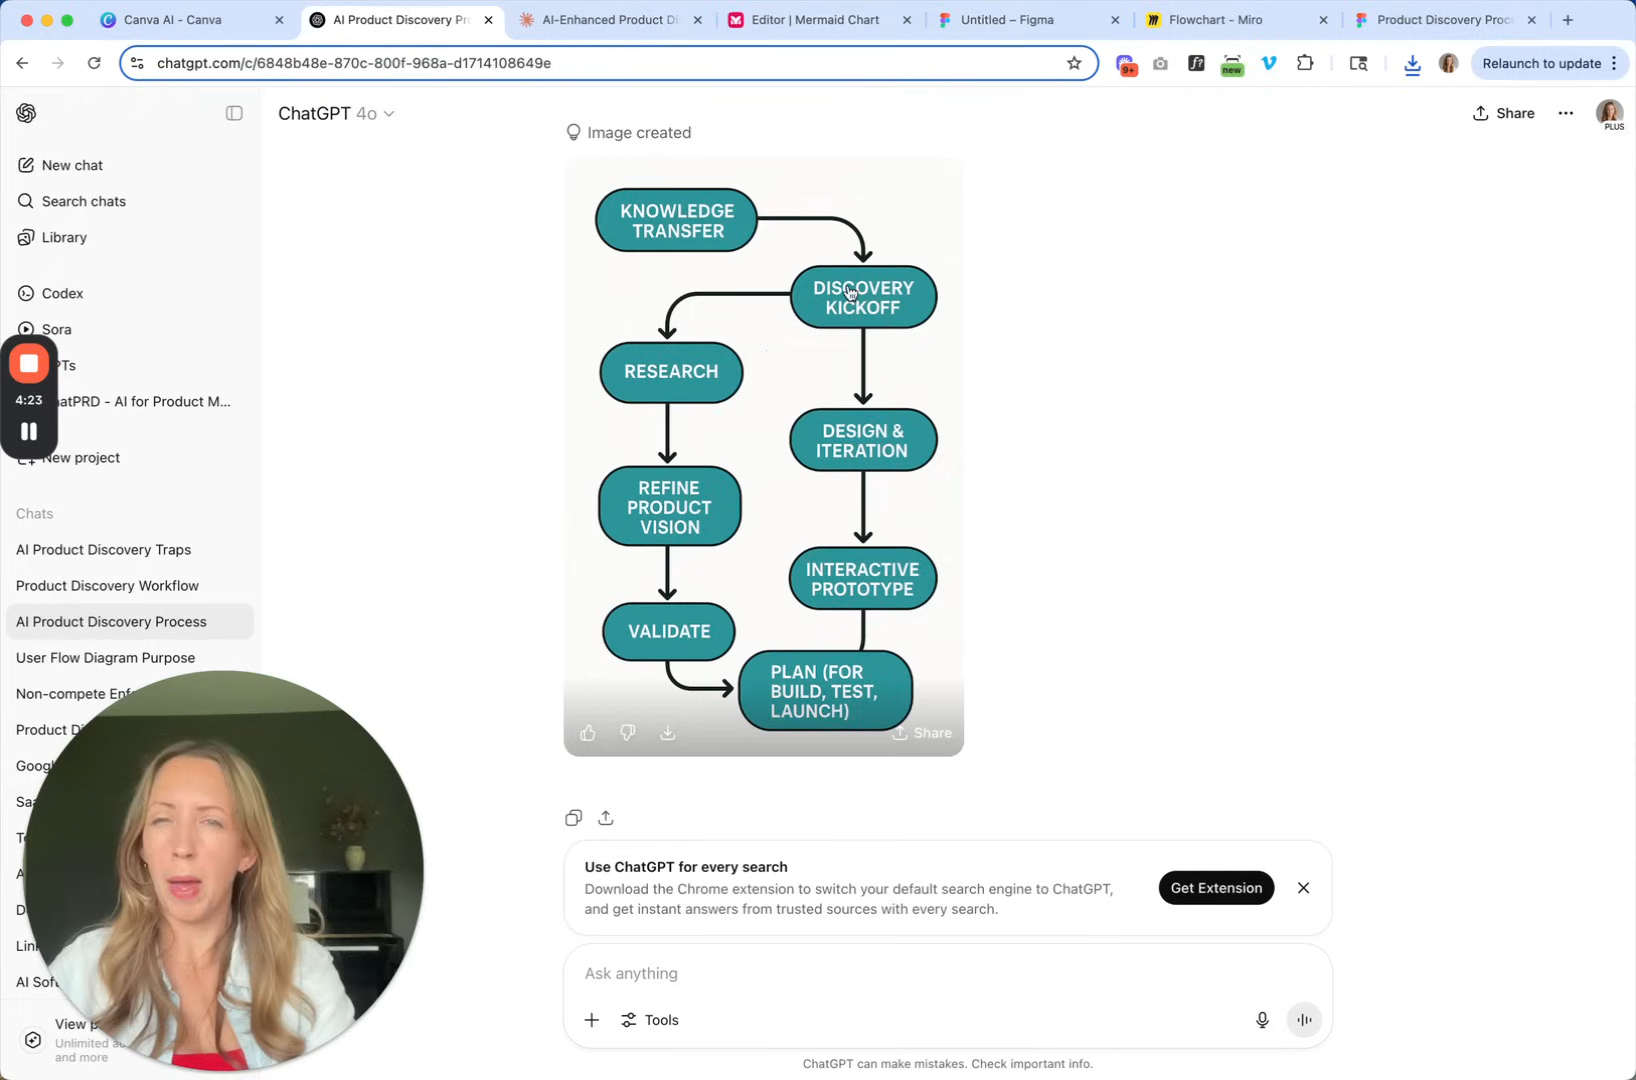 Canva AI - Canva
AI Product Discovery Pr
AI-Enhanced Product Di
Editor | Mermaid Chart
Untitled – Figma
Flowchart - Miro
Product Discovery Proc
chatgpt.com/c/6848b48e-870c-800f-968a-d1714108649e
9+
new
Relaunch to update
ChatGPT 4o
Share
PLUS
New chat
Search chats
Library
Codex
Sora
PTs
hatPRD - AI for Product M...
New project
4:23
Chats
AI Product Discovery Traps
Product Discovery Workflow
AI Product Discovery Process
User Flow Diagram Purpose
Non-compete Enf
Product Di
Goog
Saa
Lin
AI Sof
View p
Unlimited a
and more
Image created
KNOWLEDGE
TRANSFER
DISCOVERY
KICKOFF
RESEARCH
DESIGN &
ITERATION
REFINE
PRODUCT
VISION
INTERACTIVE
PROTOTYPE
VALIDATE
PLAN (FOR
BUILD, TEST,
LAUNCH)
Share
Use ChatGPT for every search
Download the Chrome extension to switch your default search engine to ChatGPT,
and get instant answers from trusted sources with every search.
Get Extension
Ask anything
Tools
ChatGPT can make mistakes. Check important info.